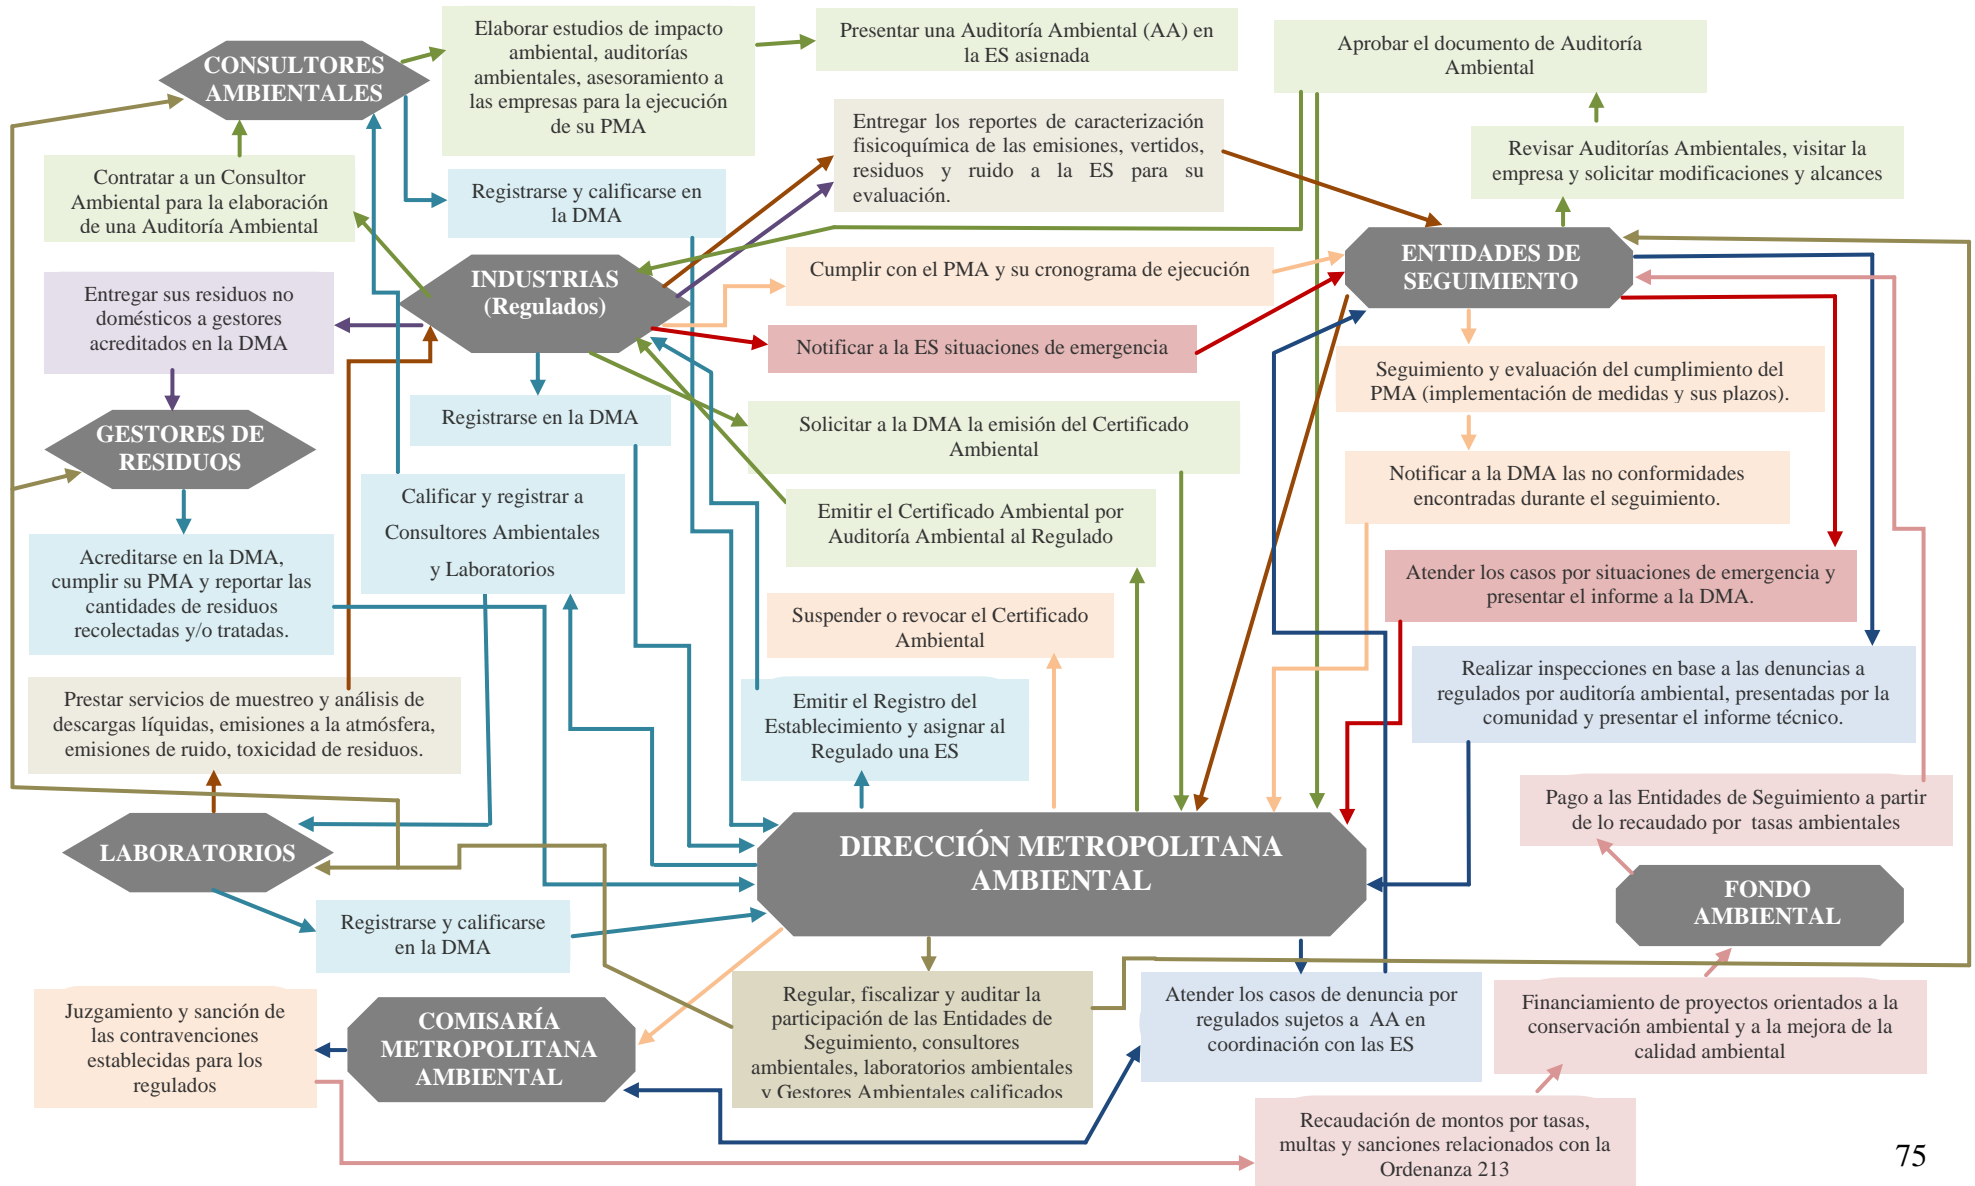 Elaborar estudios de impacto
ambiental, auditorías
ambientales, asesoramiento a
las empresas para la ejecución
de su PMA
Presentar una Auditoría Ambiental (AA) en
la ES asignada
Aprobar el documento de Auditoría
Ambiental
CONSULTORES
AMBIENTALES
Entregar los reportes de caracterización
fisicoquímica de las emisiones, vertidos,
residuos y ruido a la ES para su
evaluación.
Revisar Auditorías Ambientales, visitar la
empresa y solicitar modificaciones y alcances
Contratar a un Consultor
Ambiental para la elaboración
de una Auditoría Ambiental
Registrarse y calificarse en
la DMA
INDUSTRIAS
(Regulados)
Cumplir con el PMA y su cronograma de ejecución
ENTIDADES DE
SEGUIMIENTO
Entregar sus residuos no
domésticos a gestores
acreditados en la DMA
Notificar a la ES situaciones de emergencia
Seguimiento y evaluación del cumplimiento del
PMA (implementación de medidas y sus plazos).
Registrarse en la DMA
Solicitar a la DMA la emisión del Certificado
Ambiental
GESTORES DE
RESIDUOS
Notificar a la DMA las no conformidades
encontradas durante el seguimiento.
Calificar y registrar a
Consultores Ambientales
y Laboratorios
Emitir el Certificado Ambiental por
Auditoría Ambiental al Regulado
Acreditarse en la DMA,
cumplir su PMA y reportar las
cantidades de residuos
recolectadas y/o tratadas.
Atender los casos por situaciones de emergencia y
presentar el informe a la DMA.
Suspender o revocar el Certificado
Ambiental
Realizar inspecciones en base a las denuncias a
regulados por auditoría ambiental, presentadas por la
comunidad y presentar el informe técnico.
Prestar servicios de muestreo y análisis de
descargas líquidas, emisiones a la atmósfera,
emisiones de ruido, toxicidad de residuos.
Emitir el Registro del
Establecimiento y asignar al
Regulado una ES
Pago a las Entidades de Seguimiento a partir
de lo recaudado por  tasas ambientales
LABORATORIOS
DIRECCIÓN METROPOLITANA
AMBIENTAL
FONDO
AMBIENTAL
Registrarse y calificarse
en la DMA
Juzgamiento y sanción de
las contravenciones
establecidas para los
regulados
COMISARÍA
METROPOLITANA
AMBIENTAL
Regular, fiscalizar y auditar la
participación de las Entidades de
Seguimiento, consultores
ambientales, laboratorios ambientales
y Gestores Ambientales calificados
Atender los casos de denuncia por
regulados sujetos a  AA en
coordinación con las ES
Financiamiento de proyectos orientados a la
conservación ambiental y a la mejora de la
calidad ambiental
Recaudación de montos por tasas,
multas y sanciones relacionados con la
Ordenanza 213
75